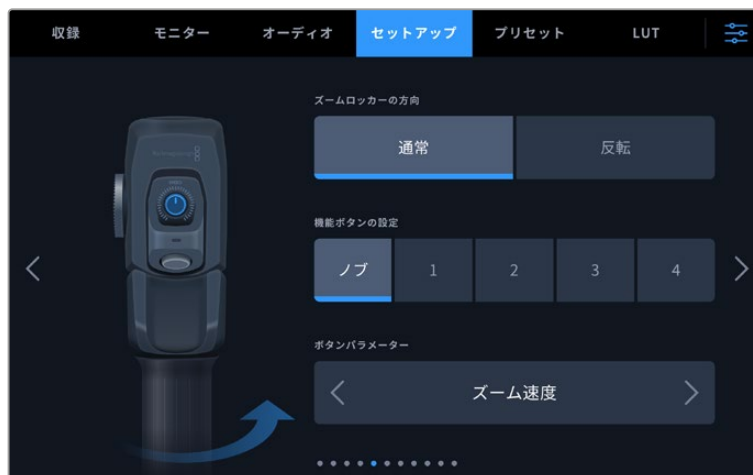 収録 モニター オーディオ セットアップ プリセット LUT
ズームロッカーの方向
通常 反転
機能ボタンの設定
ノブ 1 2 3 4
ボタンパラメーター
ズーム速度